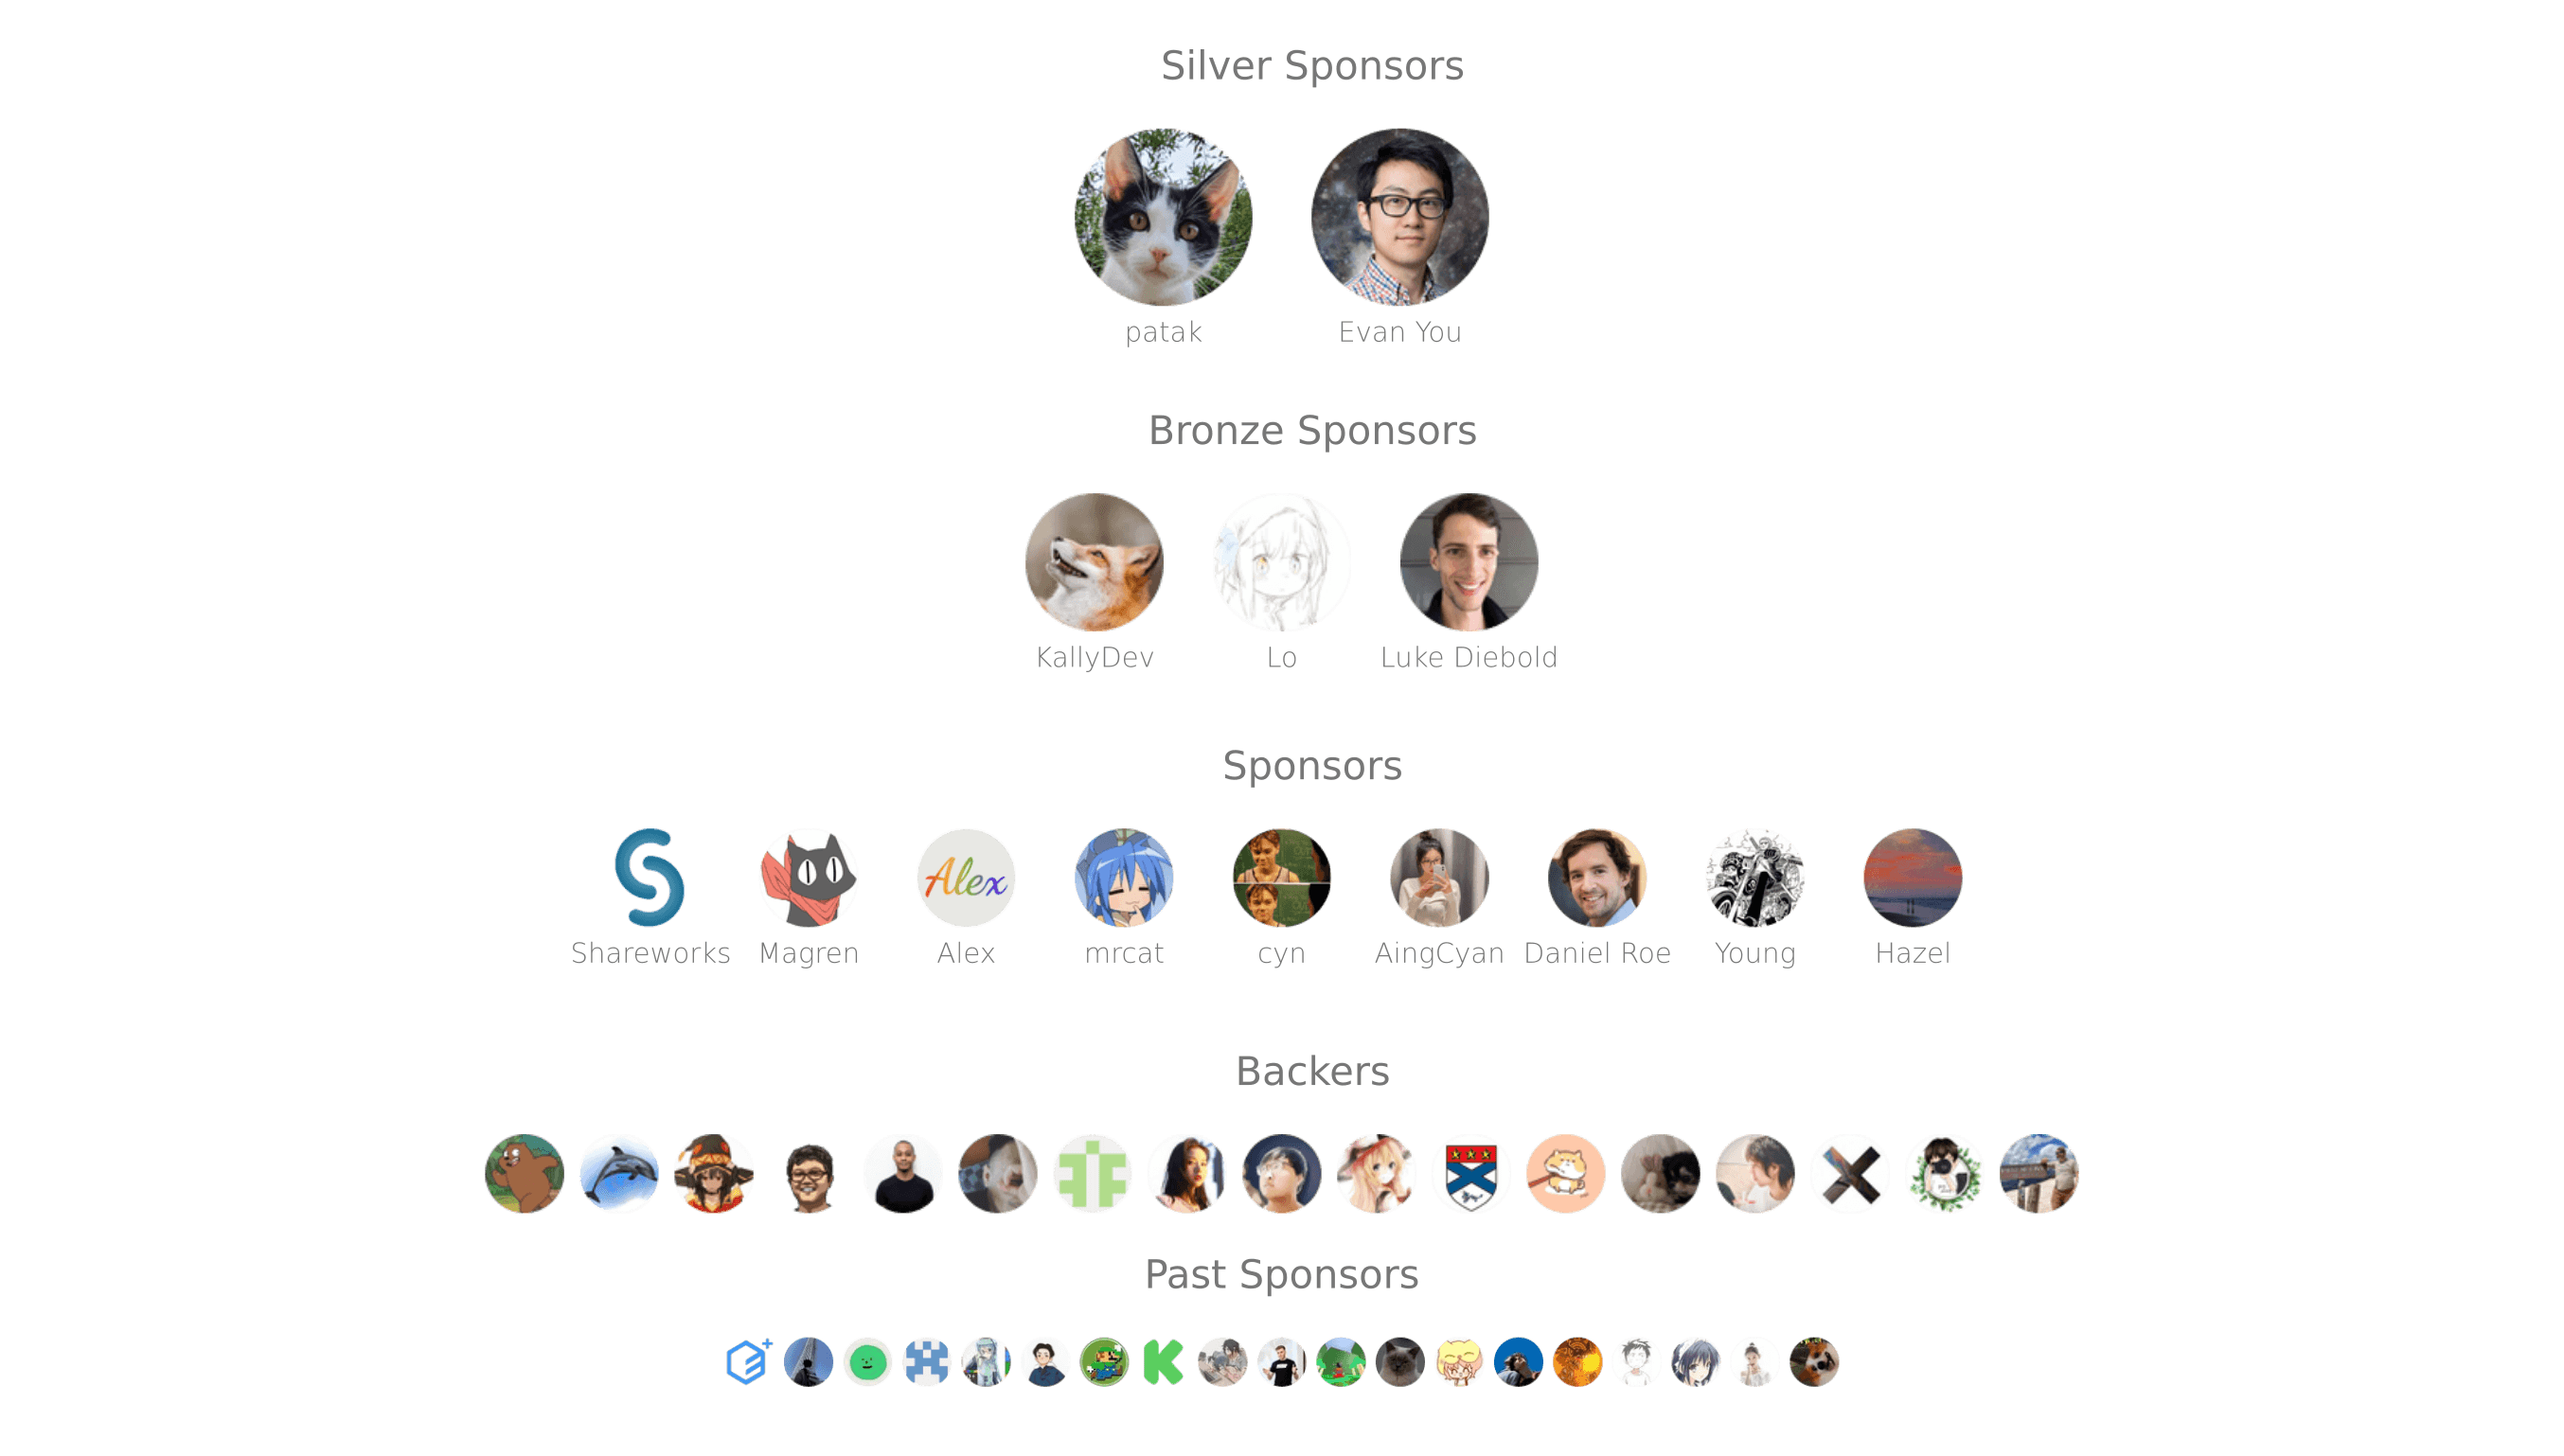 Silver Sponsors
patak
Evan You
Bronze Sponsors
KallyDev
Lo
Luke Diebold
Sponsors
Alex
Shareworks
Magren
Alex
mrcat
cyn
AingCyan
Daniel Roe
Young
Hazel
Backers
Past Sponsors